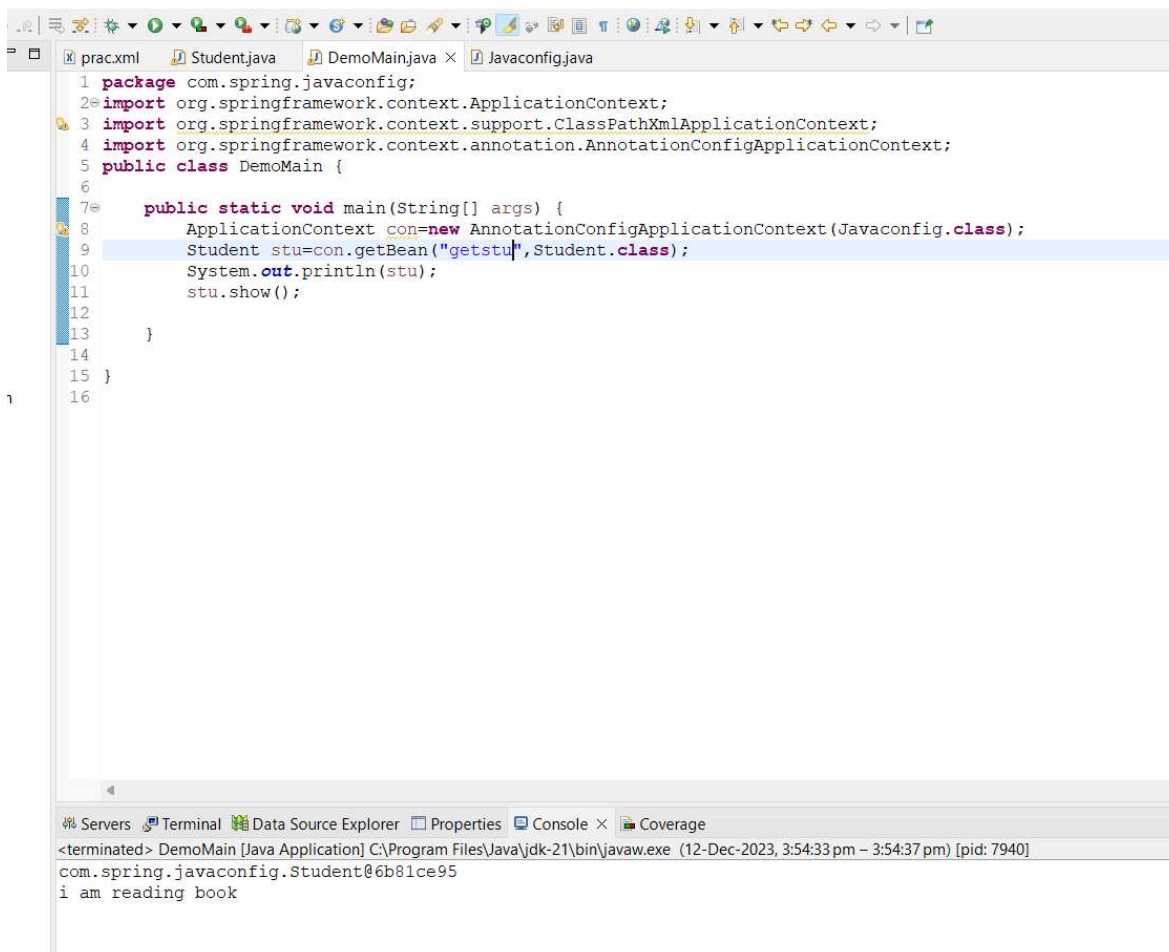 prac.xml Student.java DemoMain.java Javaconfig.java
1 package com.spring.javaconfig;
2 import org.springframework.context.ApplicationContext;
3 import org.springframework.context.support.ClassPathXmlApplicationContext;
4 import org.springframework.context.annotation.AnnotationConfigApplicationContext;
5 public class DemoMain {
6
7 public static void main(String[] args) {
8 ApplicationContext con=new AnnotationConfigApplicationContext(Javaconfig.class);
9 Student stu=con.getBean("getstu",Student.class);
10 System.out.println(stu);
11 stu.show();
12
13 }
14
15 }
16
Servers Terminal Data Source Explorer Properties Console Coverage
<terminated> DemoMain [Java Application] C:\Program Files\Java\jdk-21\bin\javaw.exe (12-Dec-2023, 3:54:33 pm – 3:54:37 pm) [pid: 7940]
com.spring.javaconfig.Student@6b81ce95
i am reading book